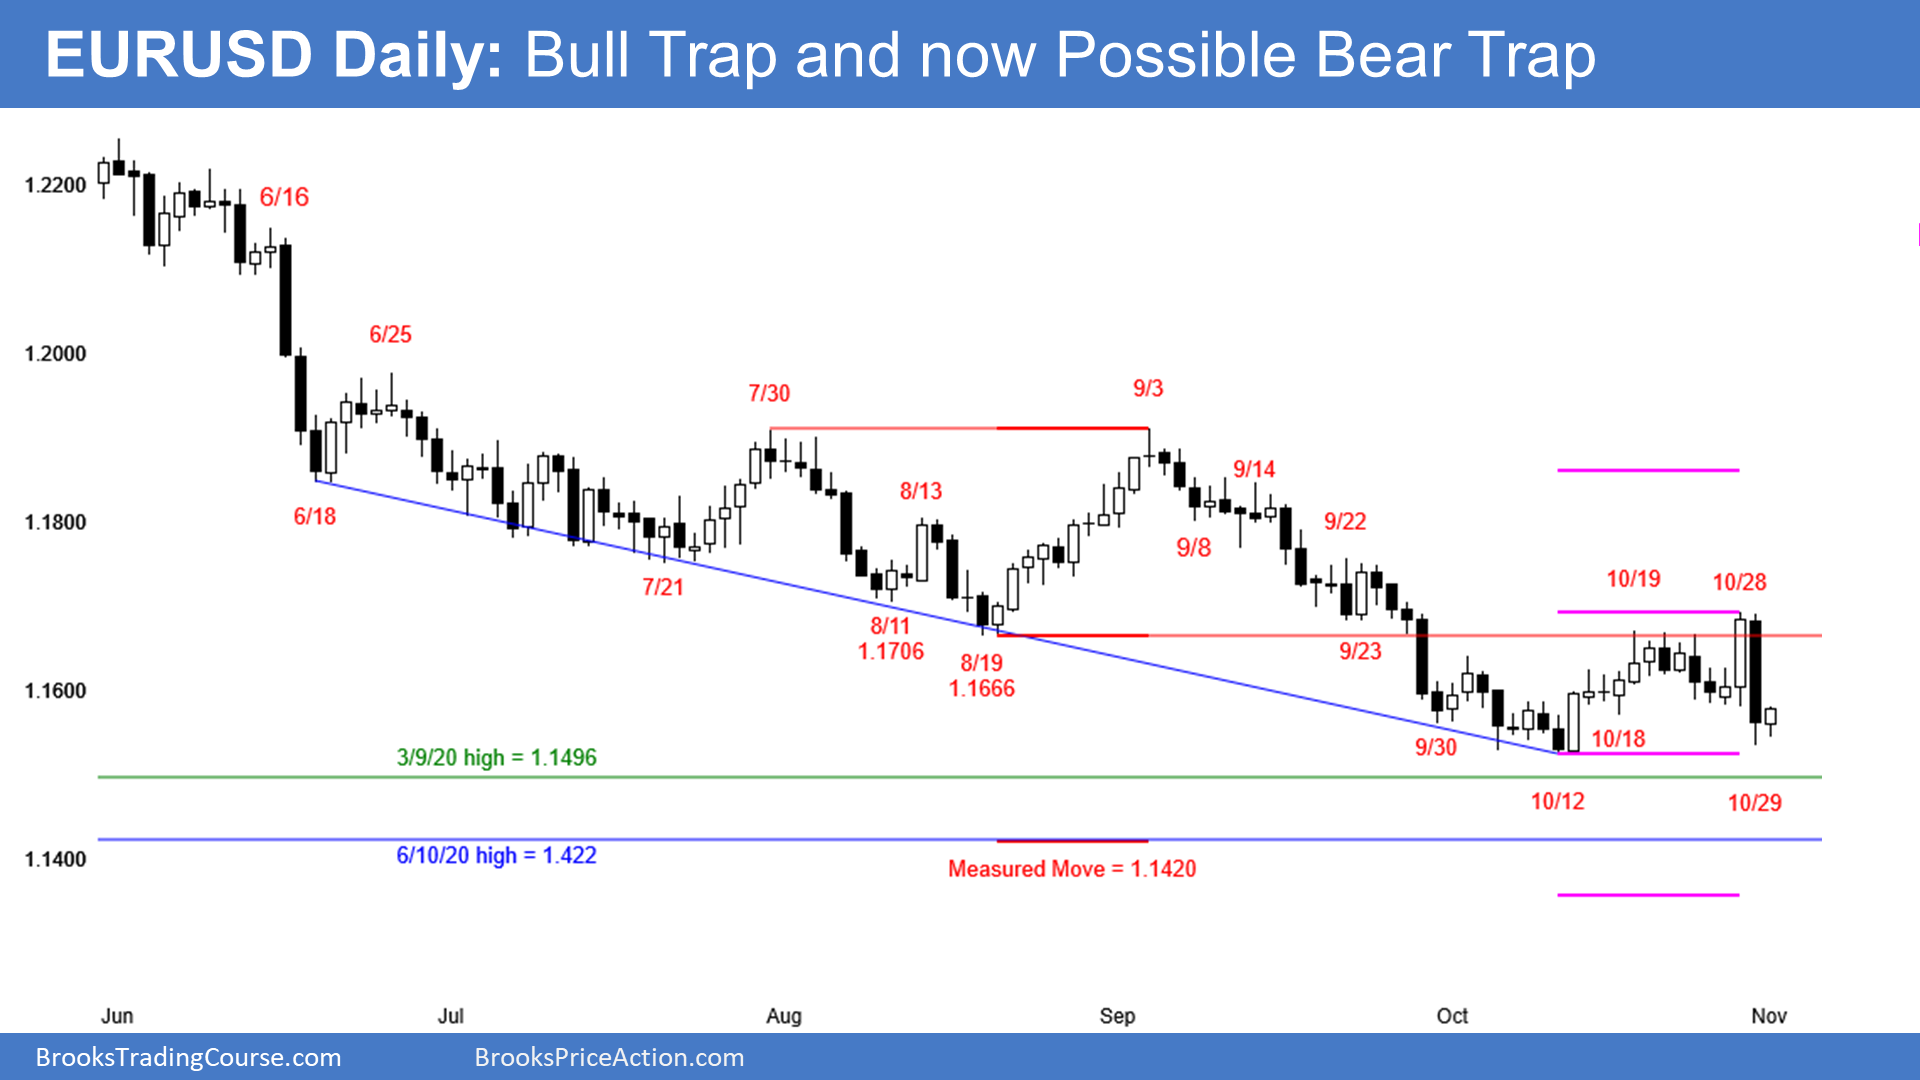 EURUSD Daily: Bull Trap and now Possible Bear Trap
1.2200
6/16
6/25
1.2000
7/30
9/3
9/14
8/13
1.1800
6/18
9/22
9/8
7/21
10/19
10/28
8/11
1.1706
9/23
8/19
1.1666
1.1600
9/30
10/18
3/9/20 high = 1.1496
10/12
10/29
6/10/20 high = 1.422
1.1400
Measured Move = 1.1420
Jun
Jul
Aug
Sep
Oct
Nov
BrooksTradingCourse.com
BrooksPriceAction.com